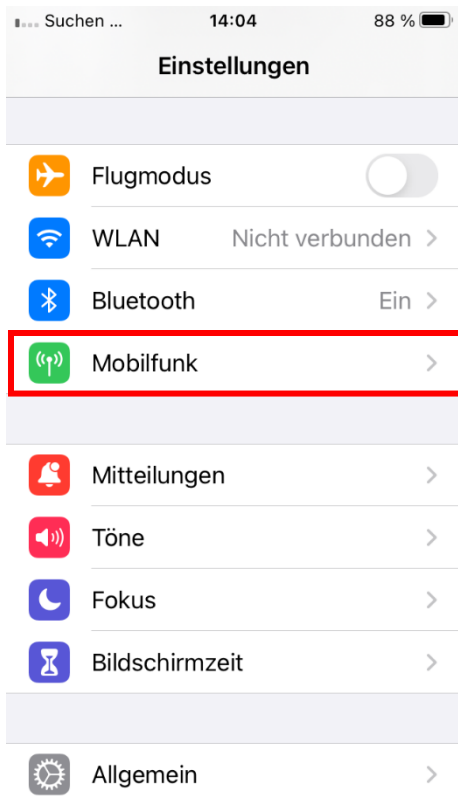 Suchen ... 14:04 88 %
Einstellungen
Flugmodus
WLAN Nicht verbunden
Bluetooth Ein
Mobilfunk
Mitteilungen
Töne
Fokus
Bildschirmzeit
Allgemein